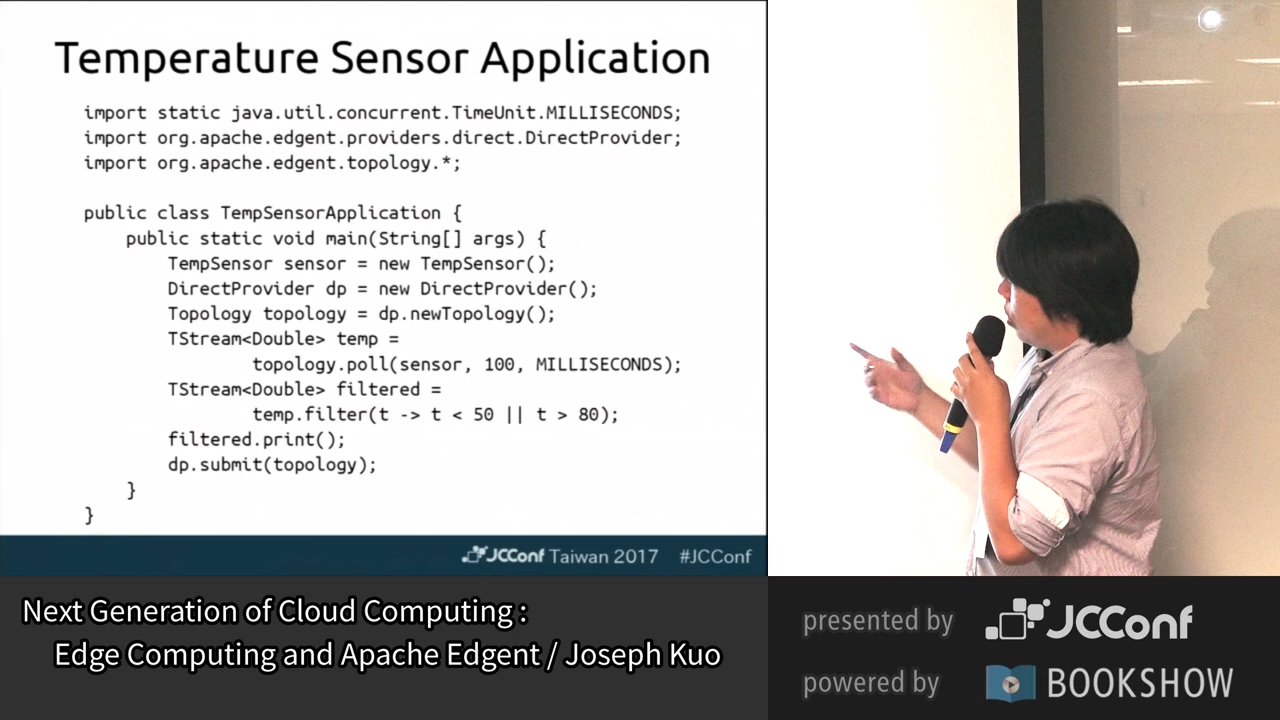 Temperature Sensor Application
import static java.util.concurrent.TimeUnit.MILLISECONDS;
import org.apache.edgent.providers.direct.DirectProvider;
import org.apache.edgent.topology.*;
public class TempSensorApplication {
public static void main(String[] args) {
TempSensor sensor = new TempSensor();
DirectProvider dp = new DirectProvider();
Topology topology = dp.newTopology();
TStream<Double> temp =
topology.poll(sensor, 100, MILLISECONDS);
TStream<Double> filtered =
temp.filter(t -> t < 50 || t > 80);
filtered.print();
dp.submit(topology);
}
}
JCConf Taiwan 2017 #JCConf
Next Generation of Cloud Computing :
Edge Computing and Apache Edgent / Joseph Kuo
presented by JCConf
powered by BOOKSHOW